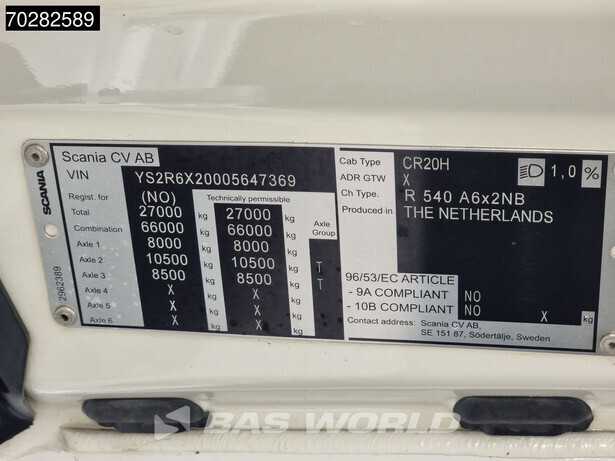 70282589
SCANIA
2962389
Scania CV AB
VIN YS2R6X20005647369
Regist. for (NO) Technically permissible
Total 27000 kg 27000 kg Axle Group
Combination 66000 kg 66000 kg
Axle 1 8000 kg 8000 kg
Axle 2 10500 kg 10500 kg T
Axle 3 8500 kg 8500 kg T
Axle 4 X kg X kg
Axle 5 X kg X kg
Axle 6 X kg X kg
Cab Type CR20H 1,0%
ADR GTW X
Ch Type. R 540 A6x2NB
Produced in THE NETHERLANDS
96/53/EC ARTICLE
- 9A COMPLIANT NO
- 10B COMPLIANT NO X kg
Contact address: Scania CV AB,
SE 151 87, Södertälje, Sweden
BAS WORLD